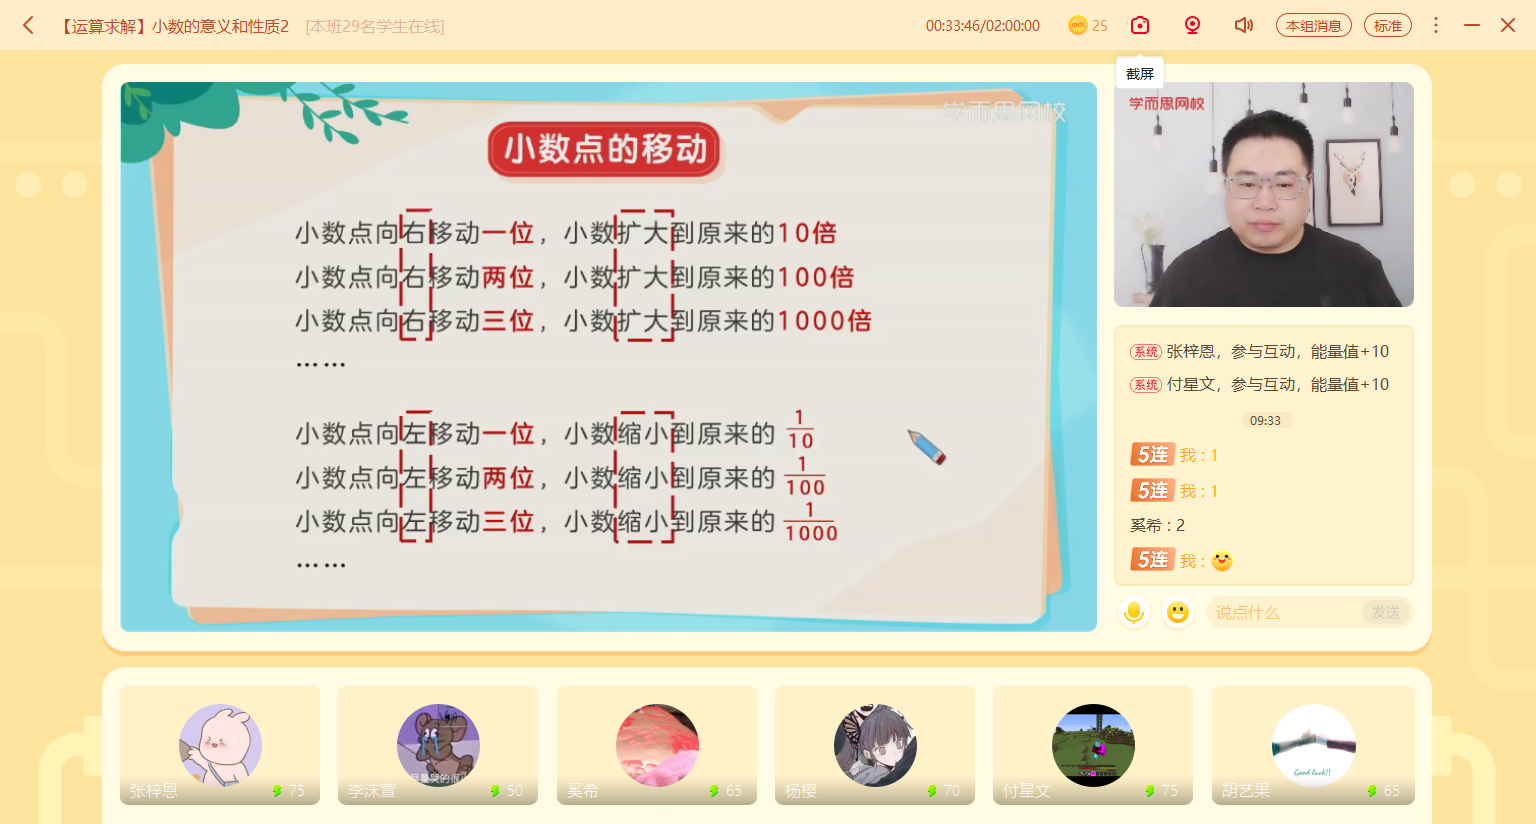 【运算求解】小数的意义和性质2 [本班29名学生在线]
00:33:46/02:00:00
100%
25
本组消息
标准
截屏
学而思网校
小数点的移动
小数点向右移动一位，小数扩大到原来的10倍
小数点向右移动两位，小数扩大到原来的100倍
小数点向右移动三位，小数扩大到原来的1000倍
……
小数点向左移动一位，小数缩小到原来的 1/10
小数点向左移动两位，小数缩小到原来的 1/100
小数点向左移动三位，小数缩小到原来的 1/1000
……
学而思网校
系统 张梓恩，参与互动，能量值+10
系统 付星文，参与互动，能量值+10
09:33
5连 我 : 1
5连 我 : 1
奚希 : 2
5连 我 :
说点什么
发送
张梓恩 75
李沫萱 50
奚希 65
杨樱 70
付星文 75
Good luck!!
胡艺果 65